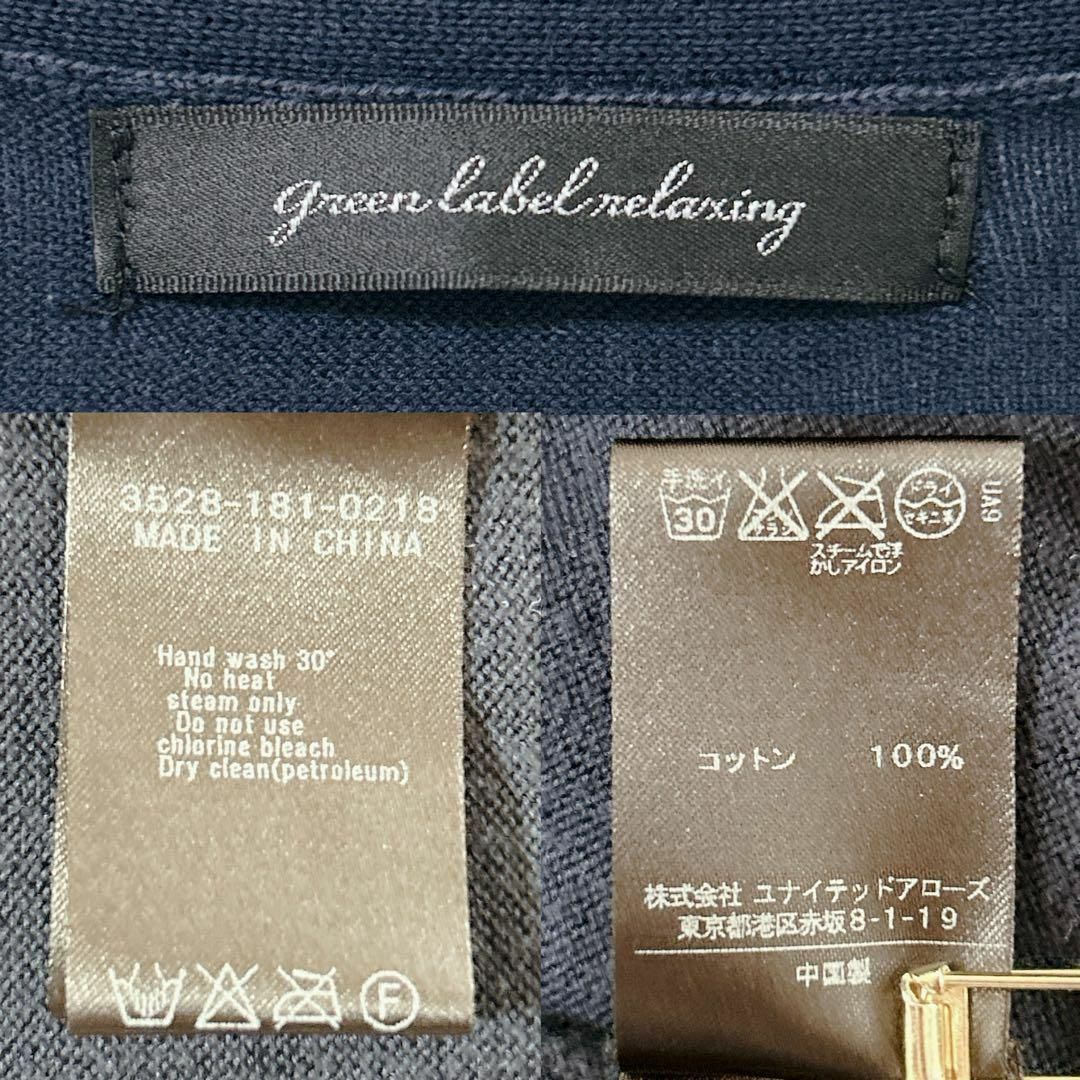 green label relaxing
3528-181-0218
MADE IN CHINA
Hand wash 30°
No heat
steam only
Do not use
chlorine bleach
Dry clean(petroleum)
F
手洗イ
30
ドライ
セキユ系
スチームで浮
かしアイロン
UA9
コットン 100%
株式会社 ユナイテッドアローズ
東京都港区赤坂8-1-19
中国製